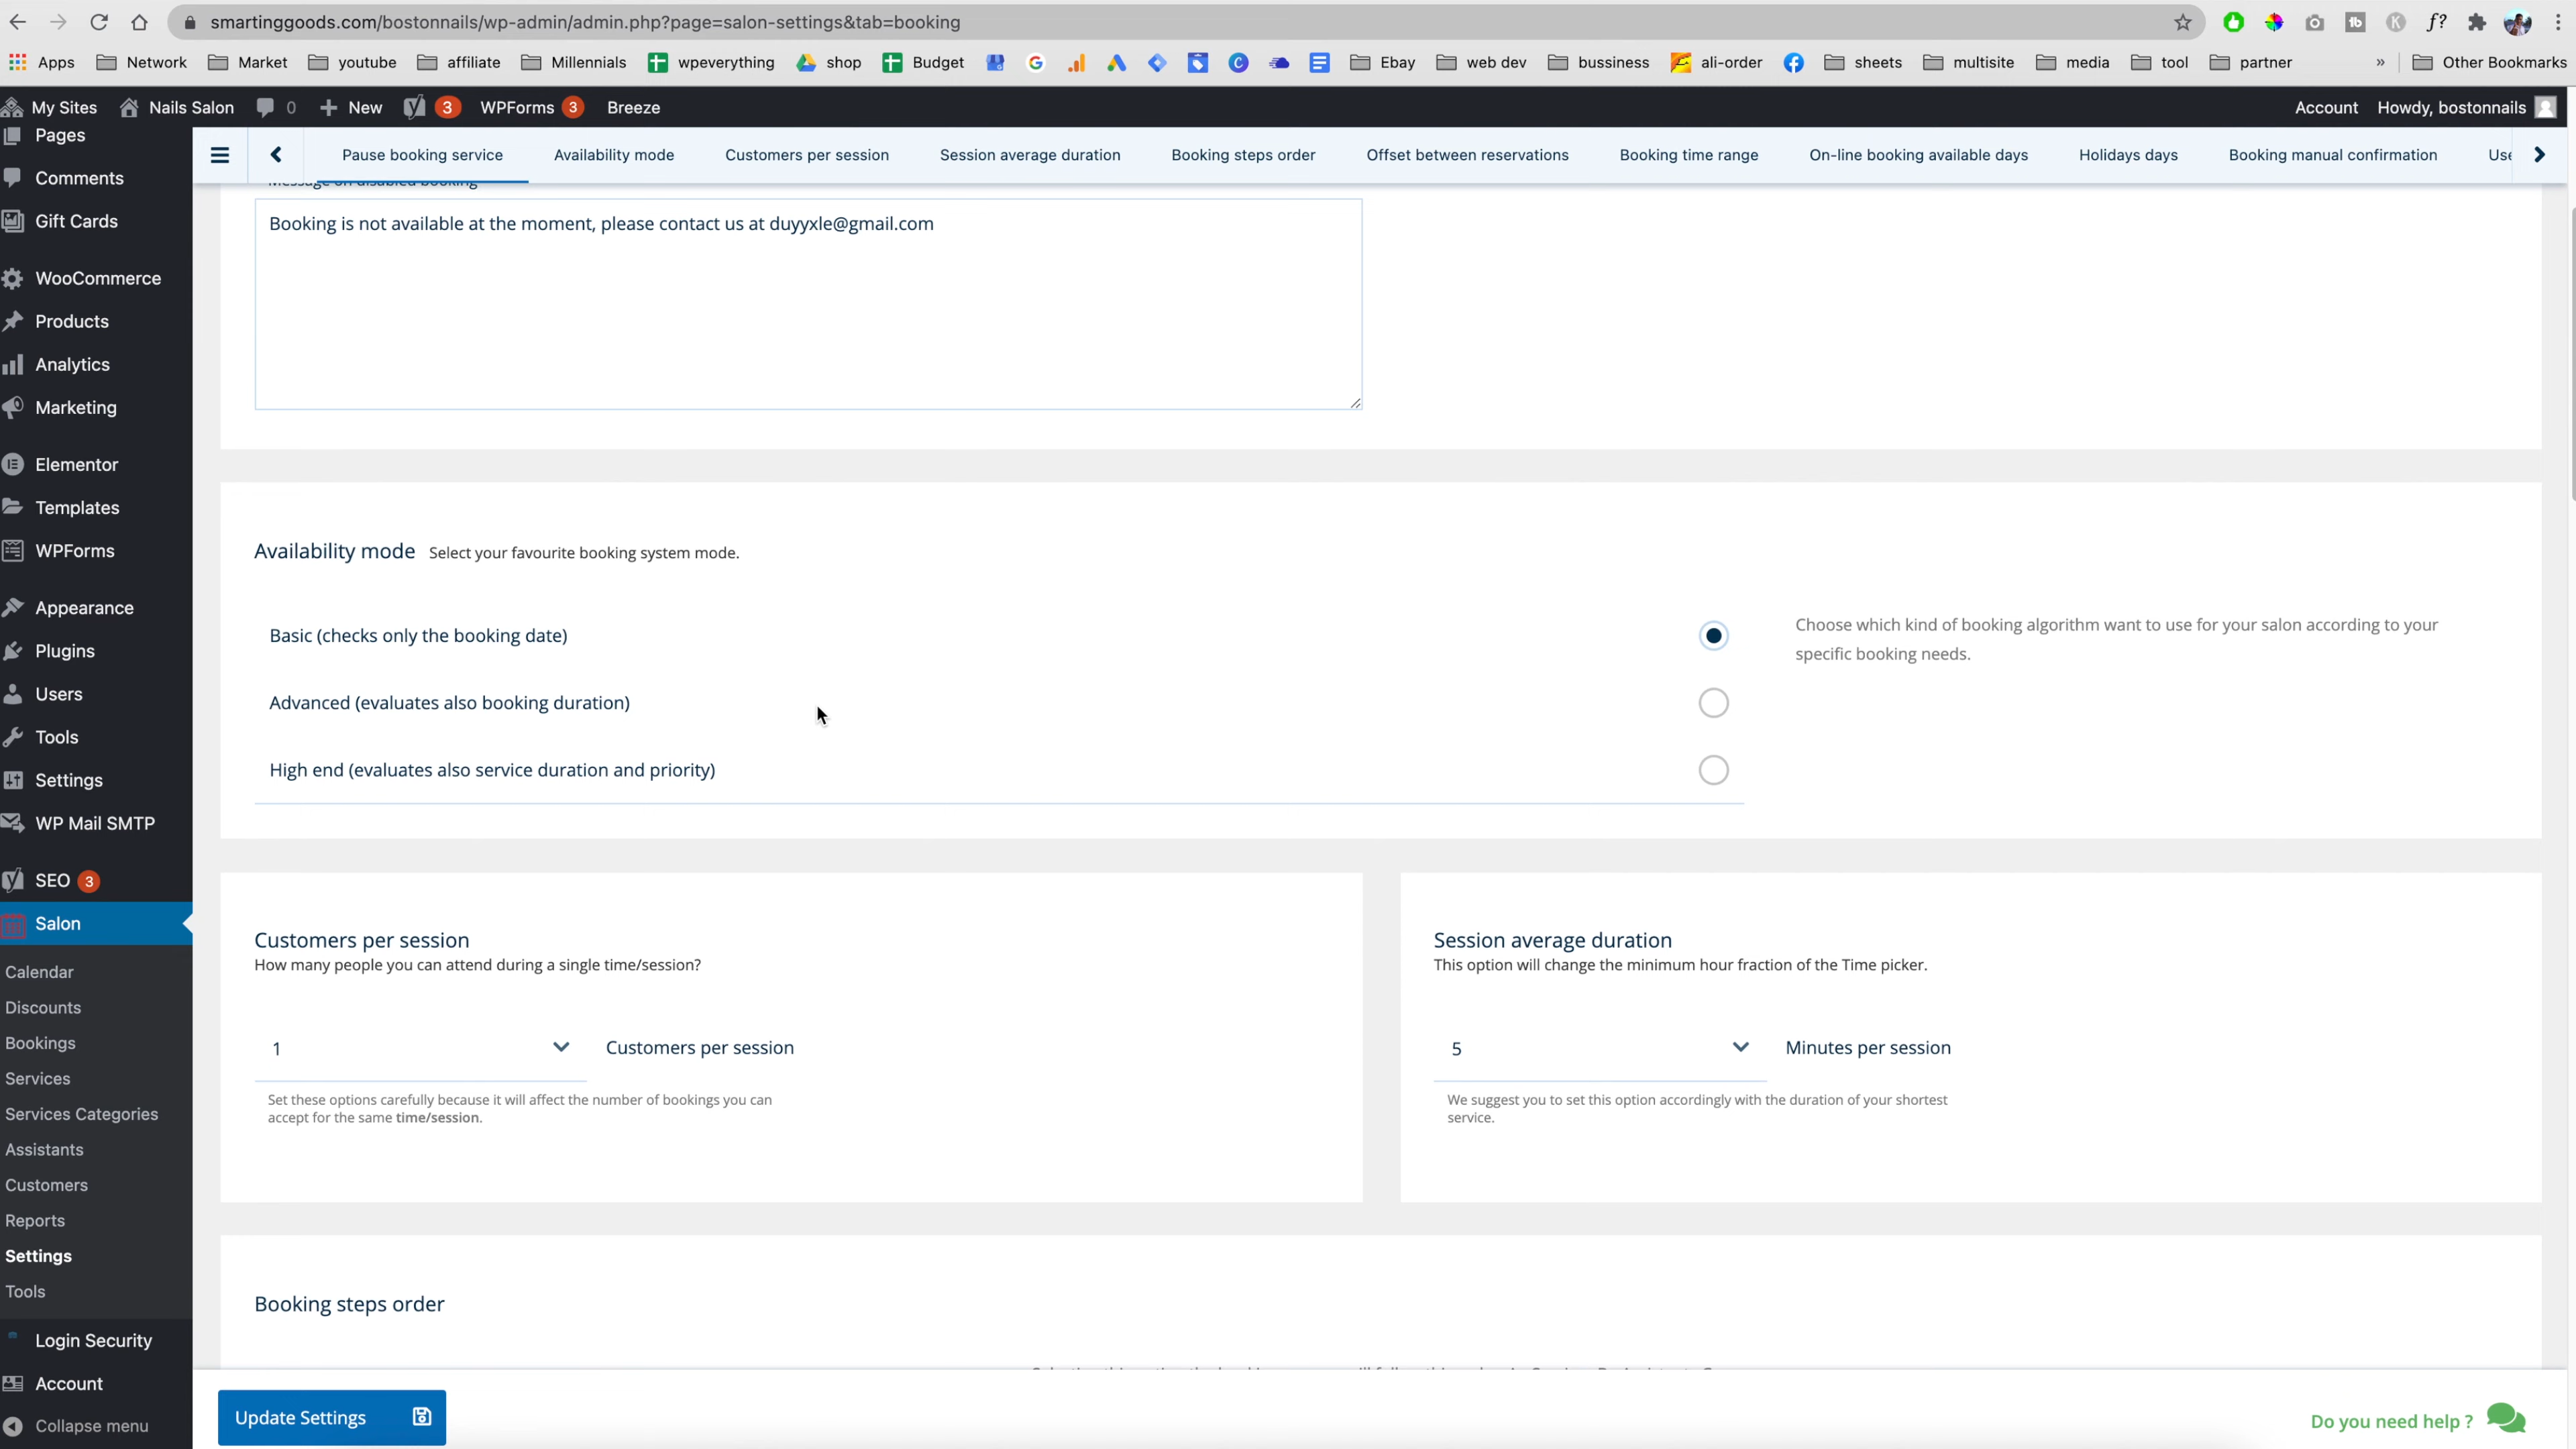 smartinggoods.com/bostonnails/wp-admin/admin.php?page=salon-settings&tab=booking
Apps Network Market youtube affiliate Millennials wpeverything shop Budget Ebay web dev bussiness ali-order sheets multisite media tool partner » Other Bookmarks
My Sites Nails Salon 0 New 3 WPForms 3 Breeze Account Howdy, bostonnails
Pages
Comments
Gift Cards
WooCommerce
Products
Analytics
Marketing
Elementor
Templates
WPForms
Appearance
Plugins
Users
Tools
Settings
WP Mail SMTP
SEO 3
Salon
Calendar
Discounts
Bookings
Services
Services Categories
Assistants
Customers
Reports
Settings
Tools
Login Security
Account
Collapse menu
Pause booking service Availability mode Customers per session Session average duration Booking steps order Offset between reservations Booking time range On-line booking available days Holidays days Booking manual confirmation
Message on disabled booking
Booking is not available at the moment, please contact us at duyyxle@gmail.com
Availability mode Select your favourite booking system mode.
Basic (checks only the booking date)
Advanced (evaluates also booking duration)
High end (evaluates also service duration and priority)
Choose which kind of booking algorithm want to use for your salon according to your
specific booking needs.
Customers per session
How many people you can attend during a single time/session?
1 Customers per session
Set these options carefully because it will affect the number of bookings you can
accept for the same time/session.
Session average duration
This option will change the minimum hour fraction of the Time picker.
5 Minutes per session
We suggest you to set this option accordingly with the duration of your shortest
service.
Booking steps order
Update Settings
Do you need help ?